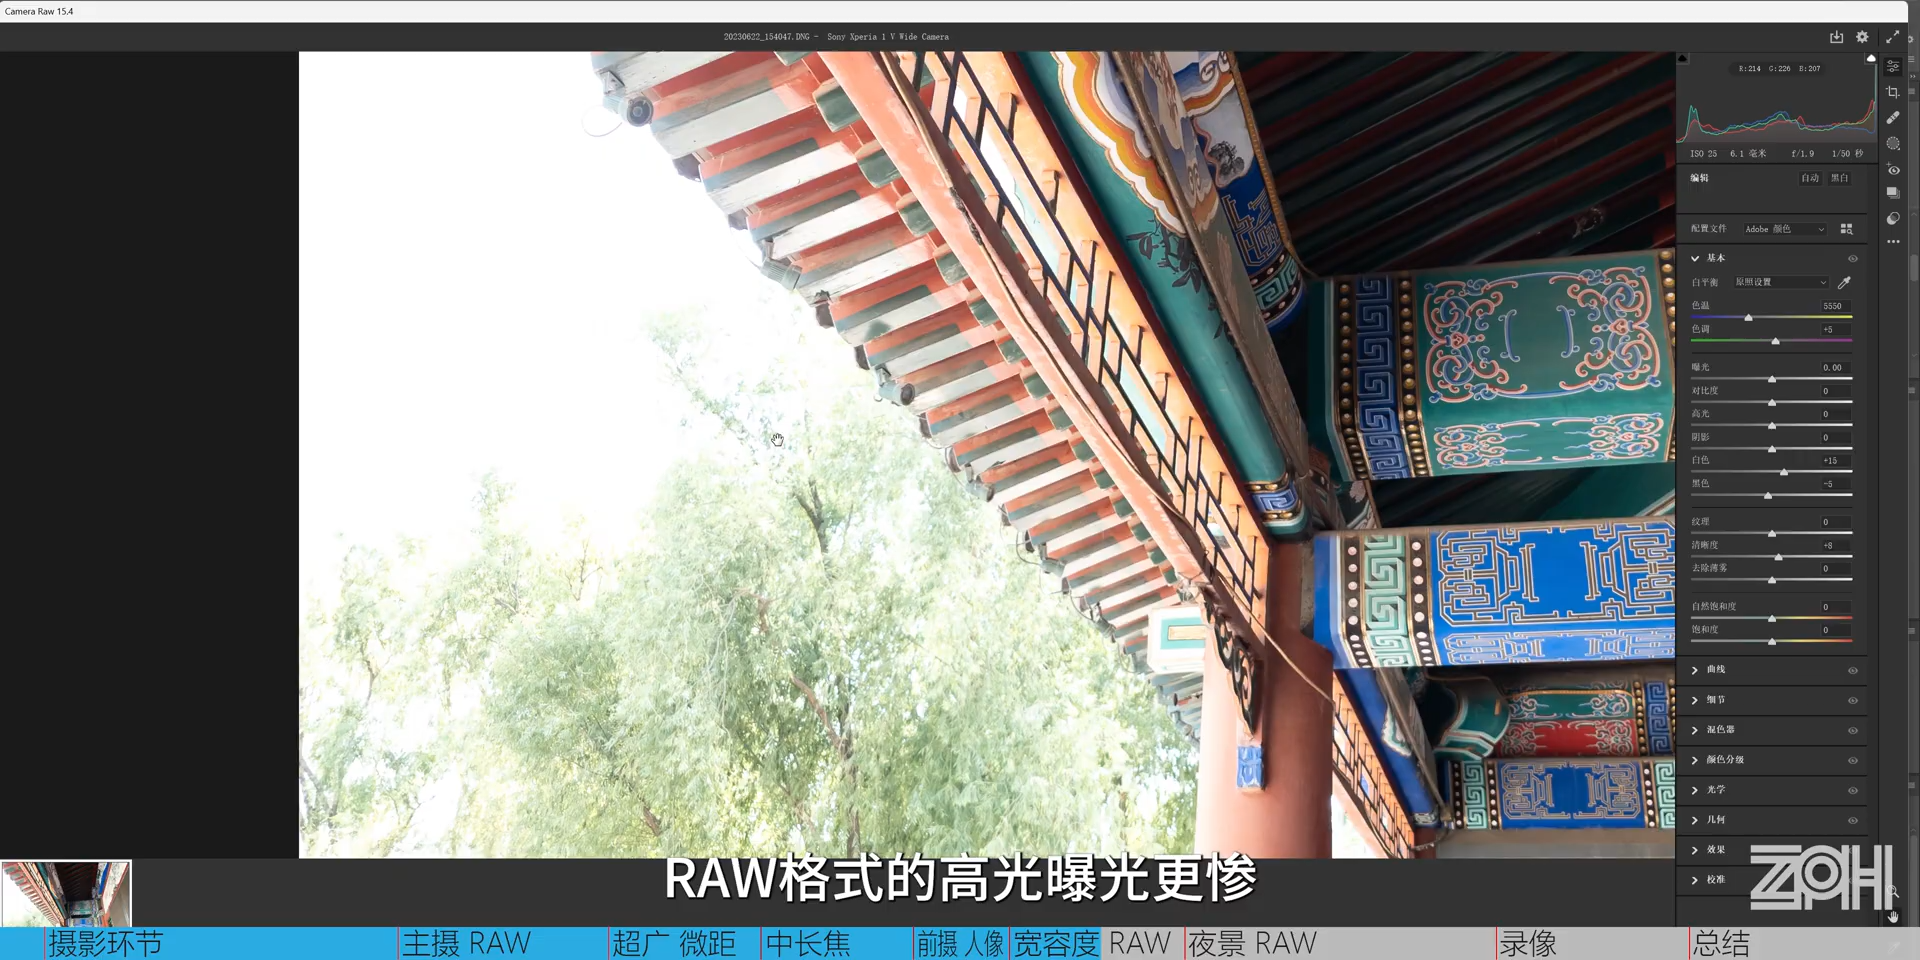 Camera Raw 15.4
20230622_154047.DNG - Sony Xperia 1 V Wide Camera
R:214 G:226 B:207
ISO 25 6.1 毫米 f/1.9 1/50 秒
编辑 自动 黑白
配置文件 Adobe 颜色
基本
白平衡 原照设置
色温 5550
色调 +5
曝光 0.00
对比度 0
高光 0
阴影 0
白色 +15
黑色 -5
纹理 0
清晰度 +8
去除薄雾 0
自然饱和度 0
饱和度 0
曲线
细节
混色器
颜色分级
光学
几何
效果
校准
ZPH
RAW格式的高光曝光更惨
摄影环节 主摄 RAW 超广 微距 中长焦 前摄 人像 宽容度 RAW 夜景 RAW 录像 总结